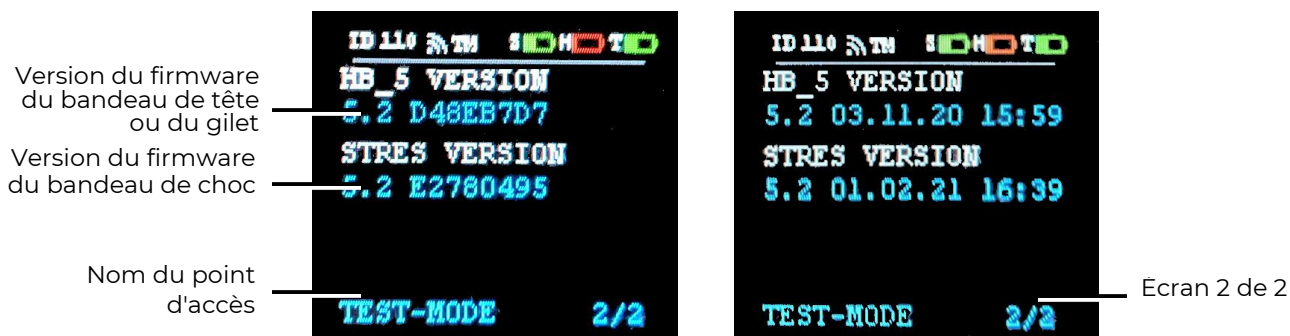 Version du firmware
du bandeau de tête
ou du gilet
Version du firmware
du bandeau de choc
Nom du point
d'accès
ID 110 TM S H T
HB_5 VERSION
5.2 D48EB7D7
STRES VERSION
5.2 E2780495
TEST-MODE 2/2
ID 110 TM S H T
HB_5 VERSION
5.2 03.11.20 15:59
STRES VERSION
5.2 01.02.21 16:39
TEST-MODE 2/2
Écran 2 de 2